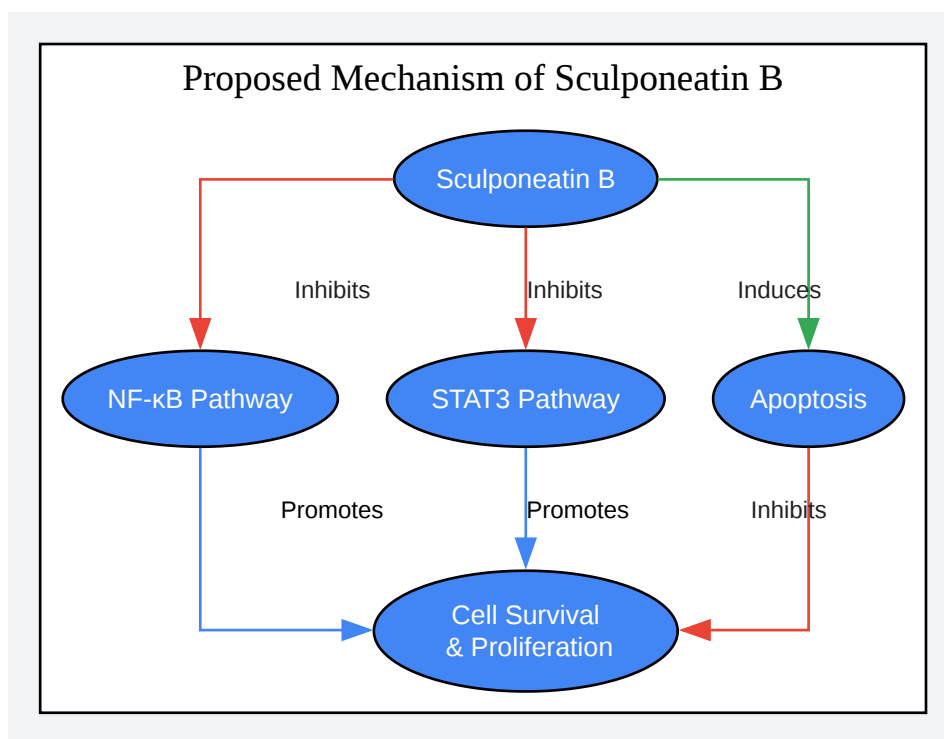 Proposed Mechanism of Sculponeatin B
Sculponeatin B
Inhibits
Inhibits
Induces
NF-κB Pathway
STAT3 Pathway
Apoptosis
Promotes
Promotes
Inhibits
Cell Survival
& Proliferation